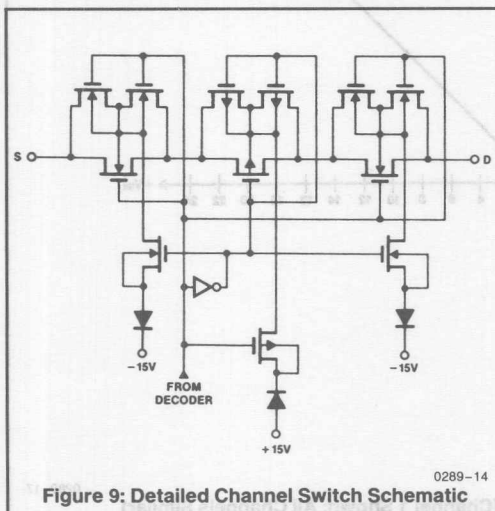 S
D
-15V
-15V
FROM
DECODER
+15V
0289-14
Figure 9: Detailed Channel Switch Schematic